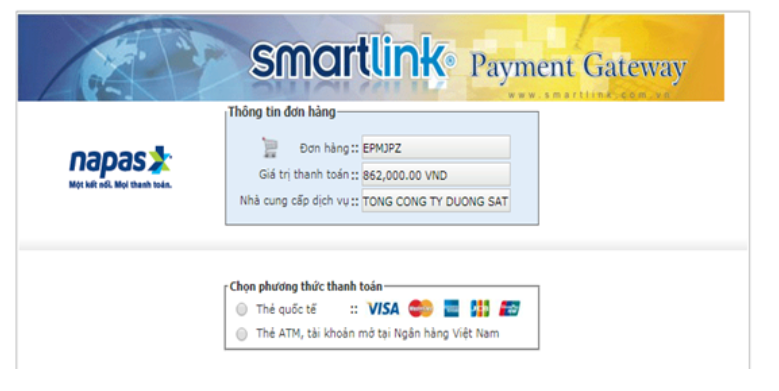 smartlink® Payment Gateway
www.smartlink.com.vn
Thông tin đơn hàng
napas
Một kết nối. Mọi thanh toán.
Đơn hàng :: EPMJPZ
Giá trị thanh toán :: 862,000.00 VND
Nhà cung cấp dịch vụ :: TONG CONG TY DUONG SAT
Chọn phương thức thanh toán
Thẻ quốc tế :: VISA MasterCard JCB
Thẻ ATM, tài khoản mở tại Ngân hàng Việt Nam